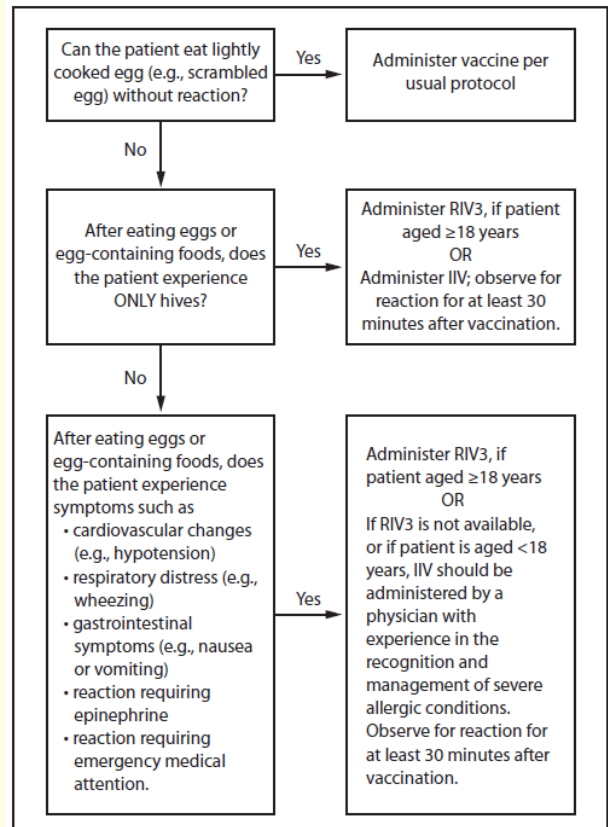 Can the patient eat lightly
cooked egg (e.g., scrambled
egg) without reaction?
Yes
Administer vaccine per
usual protocol
No
After eating eggs or
egg-containing foods, does
the patient experience
ONLY hives?
Yes
Administer RIV3, if patient
aged ≥18 years
OR
Administer IIV; observe for
reaction for at least 30
minutes after vaccination.
No
After eating eggs or
egg-containing foods, does
the patient experience
symptoms such as
• cardiovascular changes
(e.g., hypotension)
• respiratory distress (e.g.,
wheezing)
• gastrointestinal
symptoms (e.g., nausea
or vomiting)
• reaction requiring
epinephrine
• reaction requiring
emergency medical
attention.
Yes
Administer RIV3, if
patient aged ≥18 years
OR
If RIV3 is not available,
or if patient is aged <18
years, IIV should be
administered by a
physician with
experience in the
recognition and
management of severe
allergic conditions.
Observe for reaction for
at least 30 minutes after
vaccination.